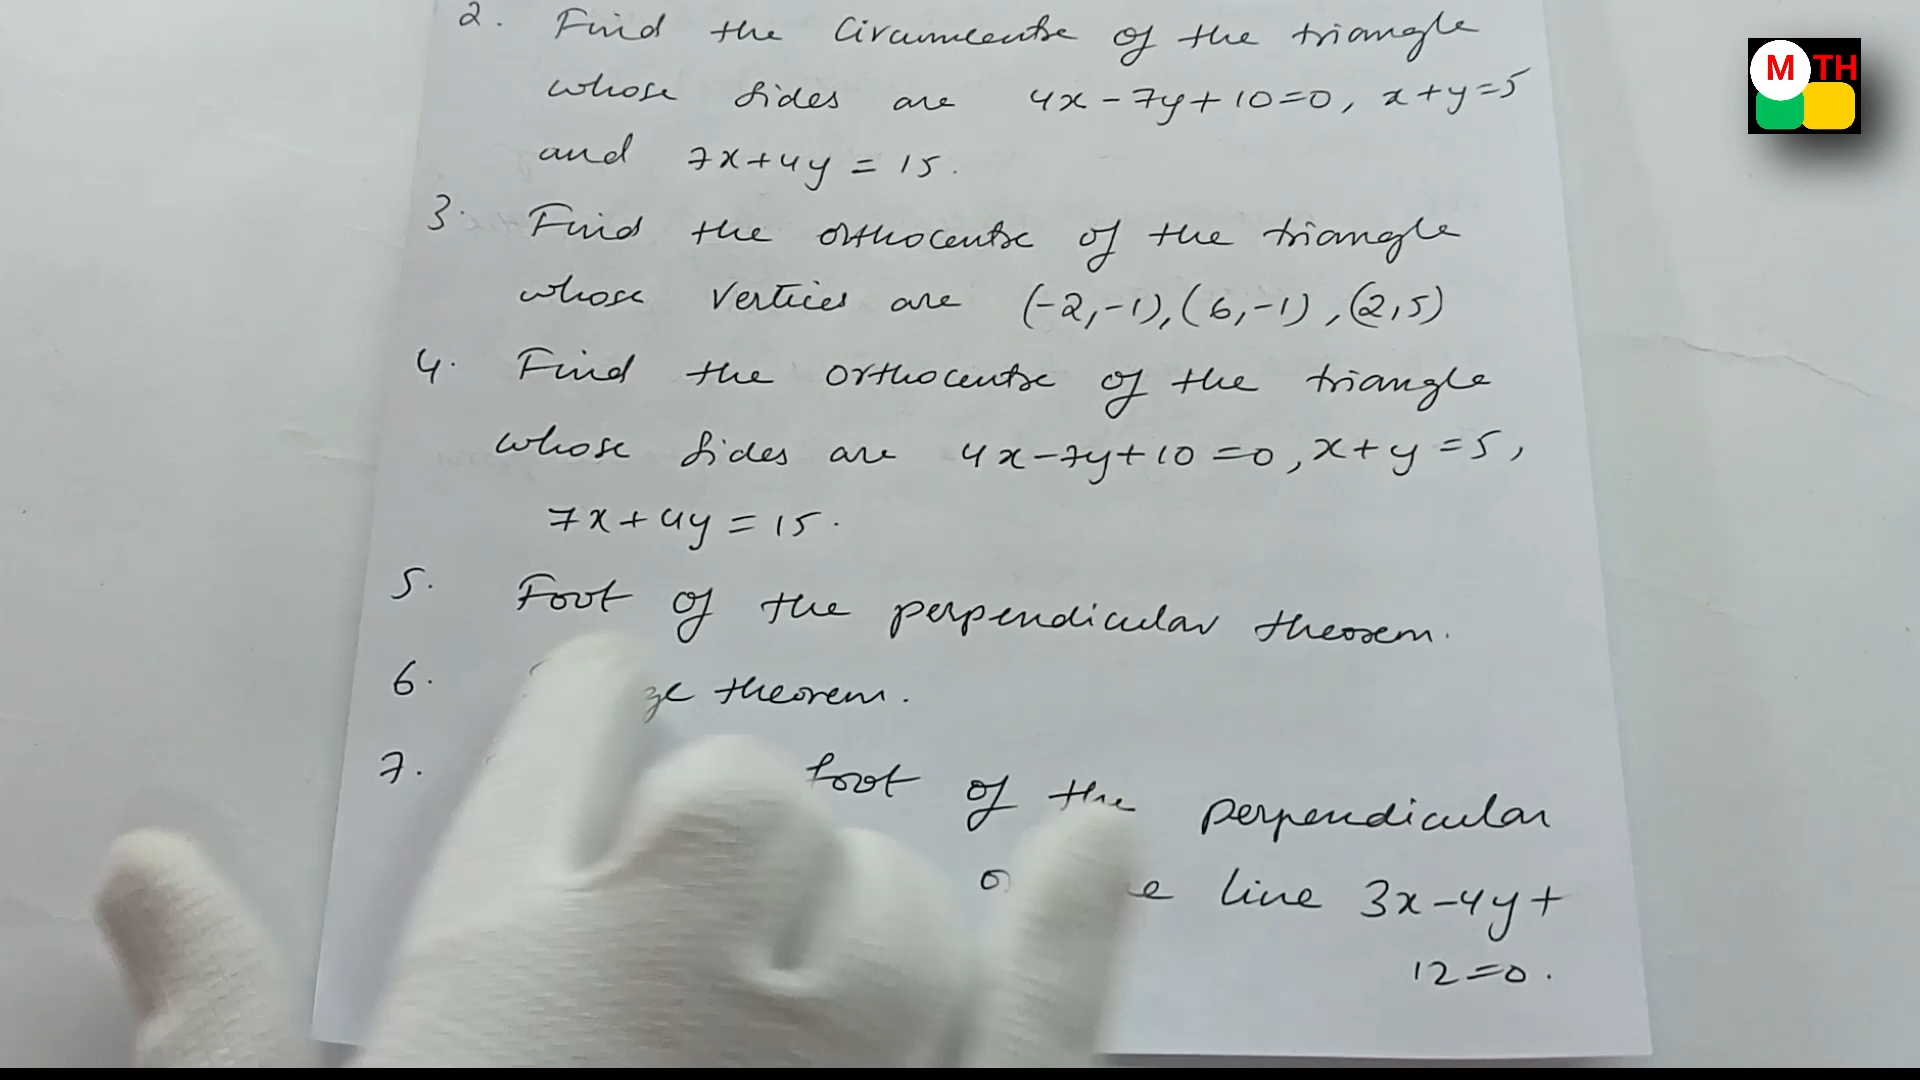 2. Find the Circumcentre of the triangle
whose sides are 4x-7y+10=0, x+y=5
and 7x+4y=15.
3. Find the orthocentre of the triangle
whose vertices are (-2,-1),(6,-1),(2,5)
4. Find the orthocentre of the triangle
whose sides are 4x-7y+10=0, x+y=5,
7x+4y=15.
5. Foot of the perpendicular theorem.
6. theorem.
7. foot of the perpendicular
line 3x-4y+
12=0.
M TH